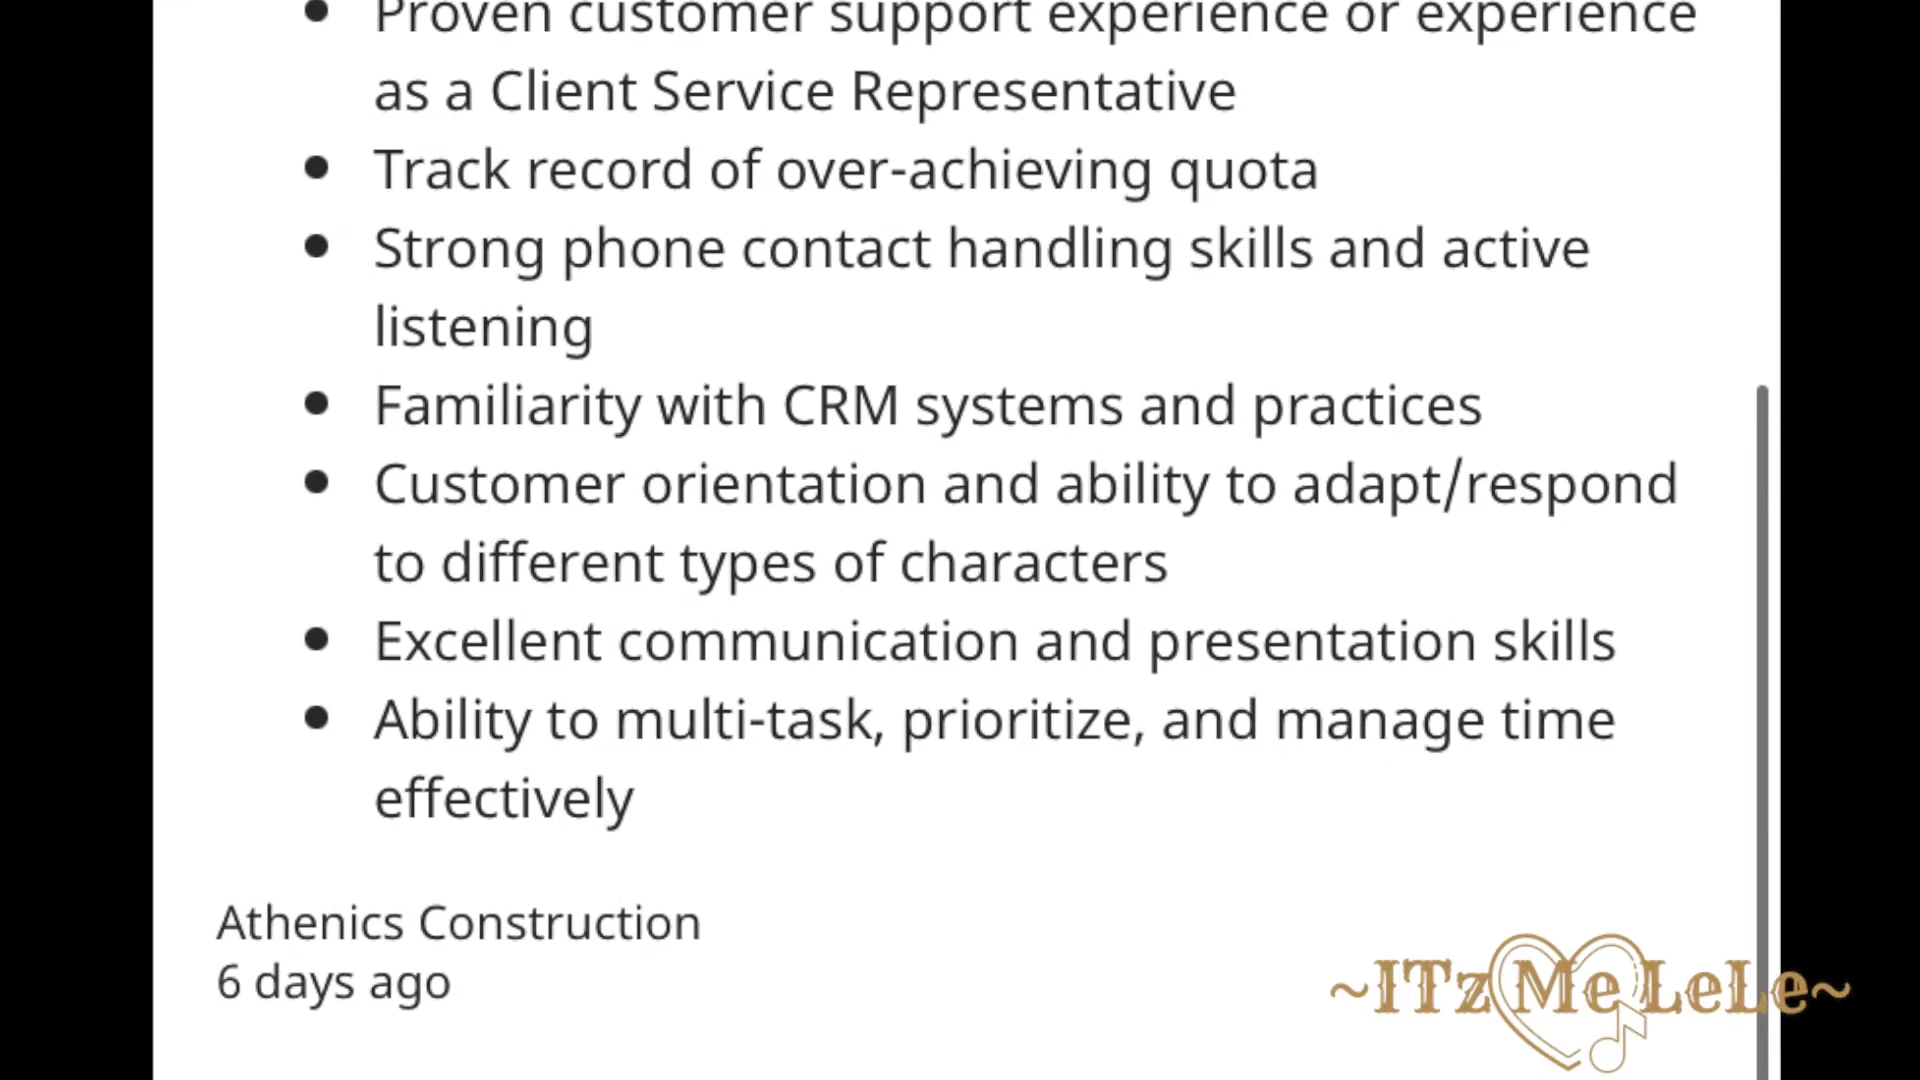 Proven customer support experience or experience
as a Client Service Representative
Track record of over-achieving quota
Strong phone contact handling skills and active
listening
Familiarity with CRM systems and practices
Customer orientation and ability to adapt/respond
to different types of characters
Excellent communication and presentation skills
Ability to multi-task, prioritize, and manage time
effectively
Athenics Construction
6 days ago
~ITz Me LeLe~